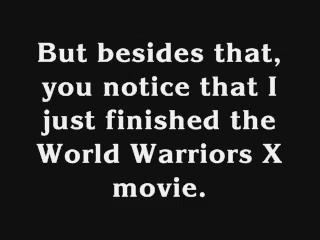 But besides that,
you notice that I
just finished the
World Warriors X
movie.